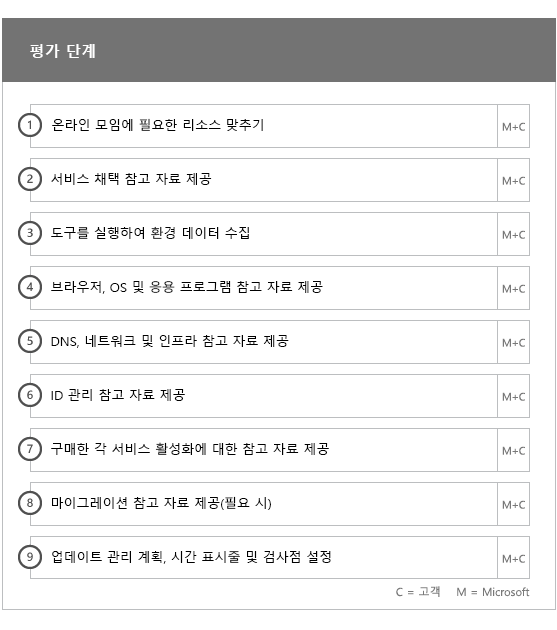 평가 단계
1 온라인 모임에 필요한 리소스 맞추기 M+C
2 서비스 채택 참고 자료 제공 M+C
3 도구를 실행하여 환경 데이터 수집 M+C
4 브라우저, OS 및 응용 프로그램 참고 자료 제공 M+C
5 DNS, 네트워크 및 인프라 참고 자료 제공 M+C
6 ID 관리 참고 자료 제공 M+C
7 구매한 각 서비스 활성화에 대한 참고 자료 제공 M+C
8 마이그레이션 참고 자료 제공(필요 시) M+C
9 업데이트 관리 계획, 시간 표시줄 및 검사점 설정 M+C
C = 고객 M = Microsoft